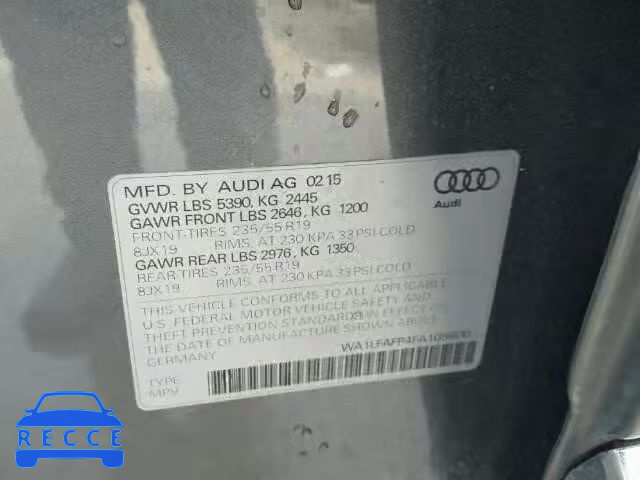 MFD. BY AUDI AG 02.15
GVWR LBS 5390, KG 2445
GAWR FRONT LBS 2646, KG 1200
FRONT-TIRES 235/55 R19
8JX19 RIMS, AT 230 KPA 33 PSI COLD
GAWR REAR LBS 2976, KG 1350
REAR TIRES 235/55 R19
8JX19 RIMS, AT 230 KPA 33 PSI COLD
THIS VEHICLE CONFORMS TO ALL APPLICABLE
U.S. FEDERAL MOTOR VEHICLE SAFETY AND
THEFT PREVENTION STANDARDS IN EFFECT ON
DATE OF MANUFACTURE SHOWN ABOVE.
GERMANY
TYPE:
MPV
Audi
RECCE